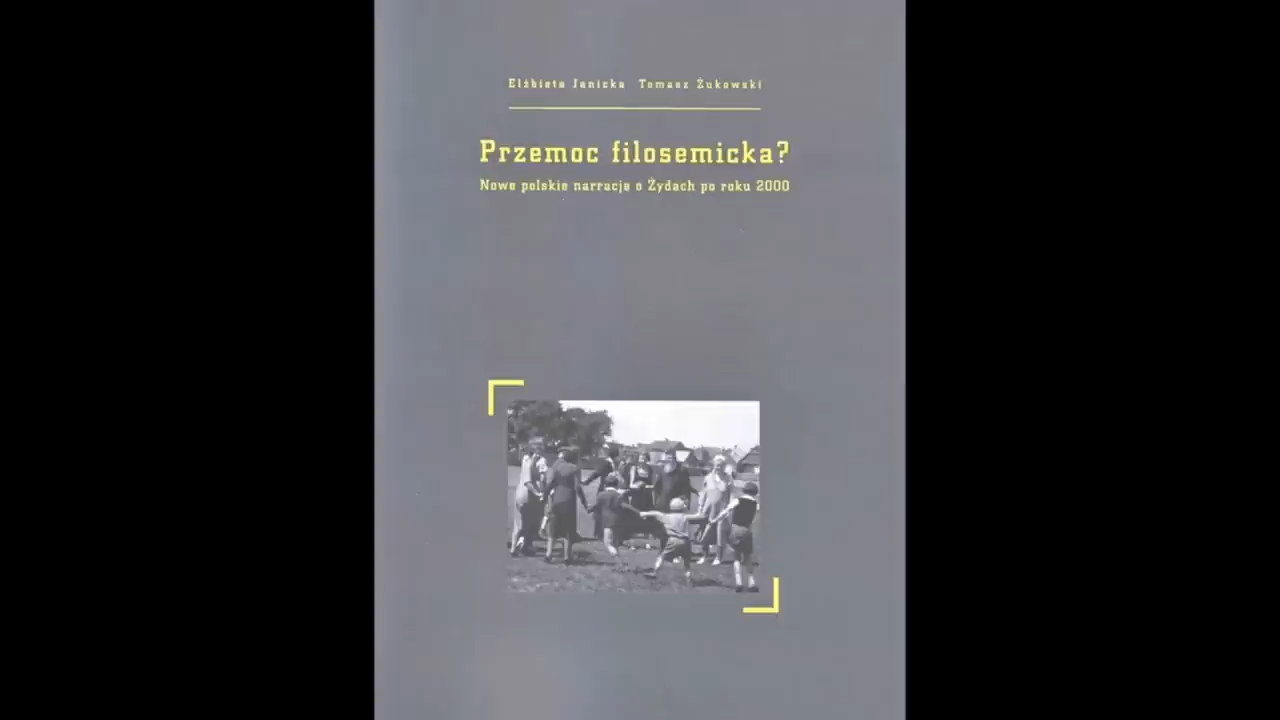 Elżbieta Janicka Tomasz Żukowski
Przemoc filosemicka?
Nowe polskie narracje o Żydach po roku 2000